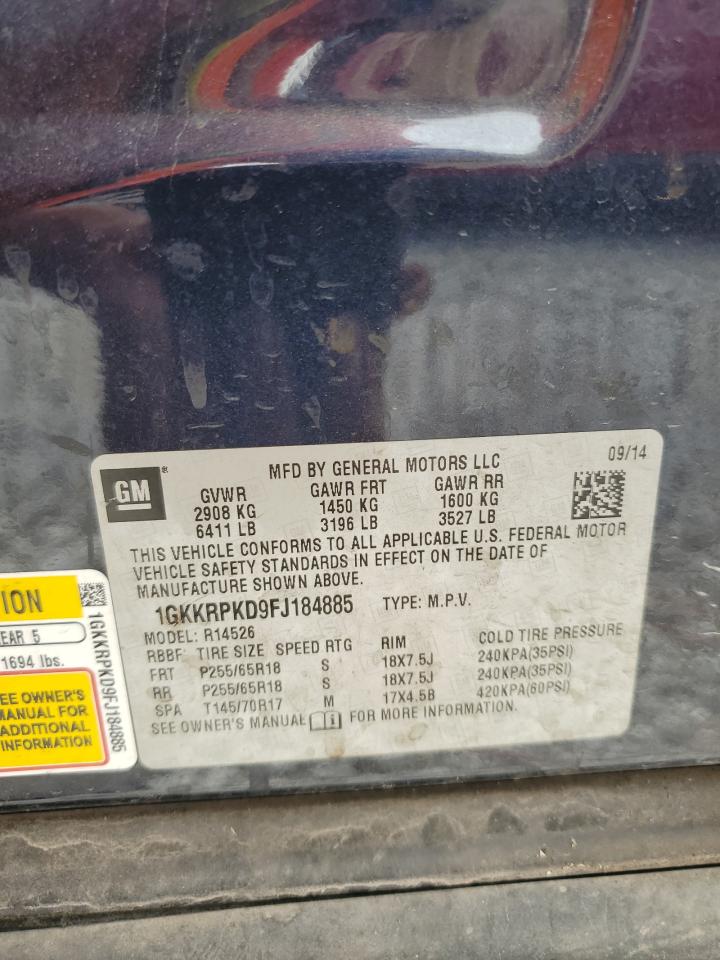 GM ®
MFD BY GENERAL MOTORS LLC
09/14
GVWR GAWR FRT GAWR RR
2908 KG 1450 KG 1600 KG
6411 LB 3196 LB 3527 LB
THIS VEHICLE CONFORMS TO ALL APPLICABLE U.S. FEDERAL MOTOR
VEHICLE SAFETY STANDARDS IN EFFECT ON THE DATE OF
MANUFACTURE SHOWN ABOVE.
1GKKRPKD9FJ184885 TYPE: M.P.V.
MODEL: R14526
RBBF TIRE SIZE SPEED RTG RIM COLD TIRE PRESSURE
FRT P255/65R18 S 18X7.5J 240KPA(35PSI)
RR P255/65R18 S 18X7.5J 240KPA(35PSI)
SPA T145/70R17 M 17X4.5B 420KPA(60PSI)
SEE OWNER'S MANUAL FOR MORE INFORMATION.
TION
EAR 5
1694 lbs.
EE OWNER'S
MANUAL FOR
ADDITIONAL
INFORMATION
1GKKRPKD9FJ184885